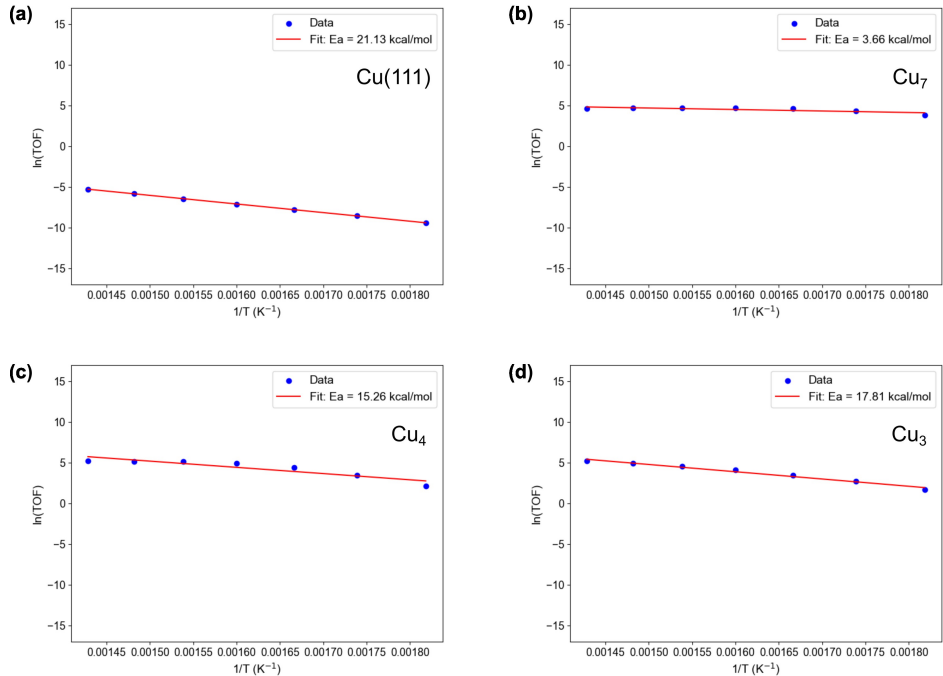 (a)
15
10
5
0
−5
−10
−15
ln(TOF)
Data
Fit: Ea = 21.13 kcal/mol
Cu(111)
0.00145 0.00150 0.00155 0.00160 0.00165 0.00170 0.00175 0.00180
1/T (K⁻¹)
(b)
15
10
5
0
−5
−10
−15
ln(TOF)
Data
Fit: Ea = 3.66 kcal/mol
Cu₇
0.00145 0.00150 0.00155 0.00160 0.00165 0.00170 0.00175 0.00180
1/T (K⁻¹)
(c)
15
10
5
0
−5
−10
−15
ln(TOF)
Data
Fit: Ea = 15.26 kcal/mol
Cu₄
0.00145 0.00150 0.00155 0.00160 0.00165 0.00170 0.00175 0.00180
1/T (K⁻¹)
(d)
15
10
5
0
−5
−10
−15
ln(TOF)
Data
Fit: Ea = 17.81 kcal/mol
Cu₃
0.00145 0.00150 0.00155 0.00160 0.00165 0.00170 0.00175 0.00180
1/T (K⁻¹)